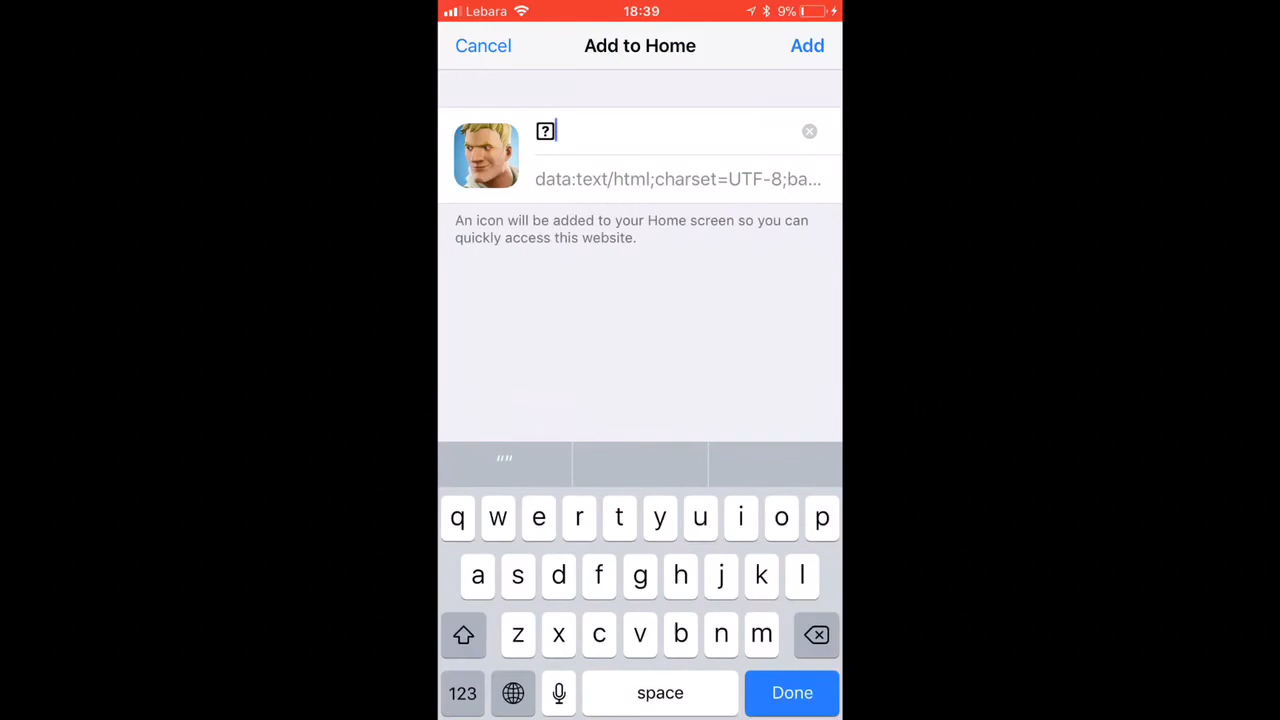 Lebara 18:39 9%
Cancel Add to Home Add
?
data:text/html;charset=UTF-8;ba...
An icon will be added to your Home screen so you can
quickly access this website.
“”
q w e r t y u i o p
a s d f g h j k l
z x c v b n m
123 space Done